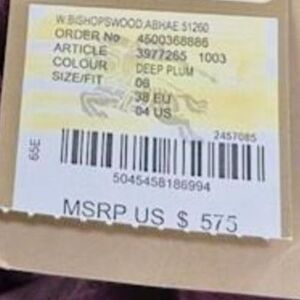 W.BISHOPSWOOD:ABHAE 51260
ORDER No 4500368886
ARTICLE 3977265 1003
COLOUR DEEP PLUM
SIZE/FIT 06
38 EU
04 US
2457085
65E
5045458186994
MSRP US $ 575